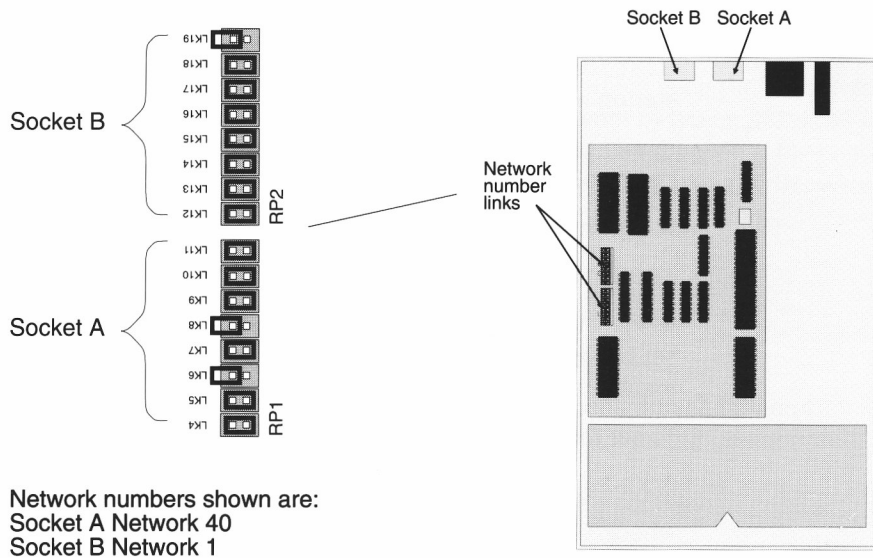 Socket B
LK19
LK18
LK17
LK16
LK15
LK14
LK13
LK12
RP2
Socket A
LK11
LK10
LK9
LK8
LK7
LK6
LK5
LK4
RP1
Network numbers shown are:
Socket A Network 40
Socket B Network 1
Socket B Socket A
Network
number
links